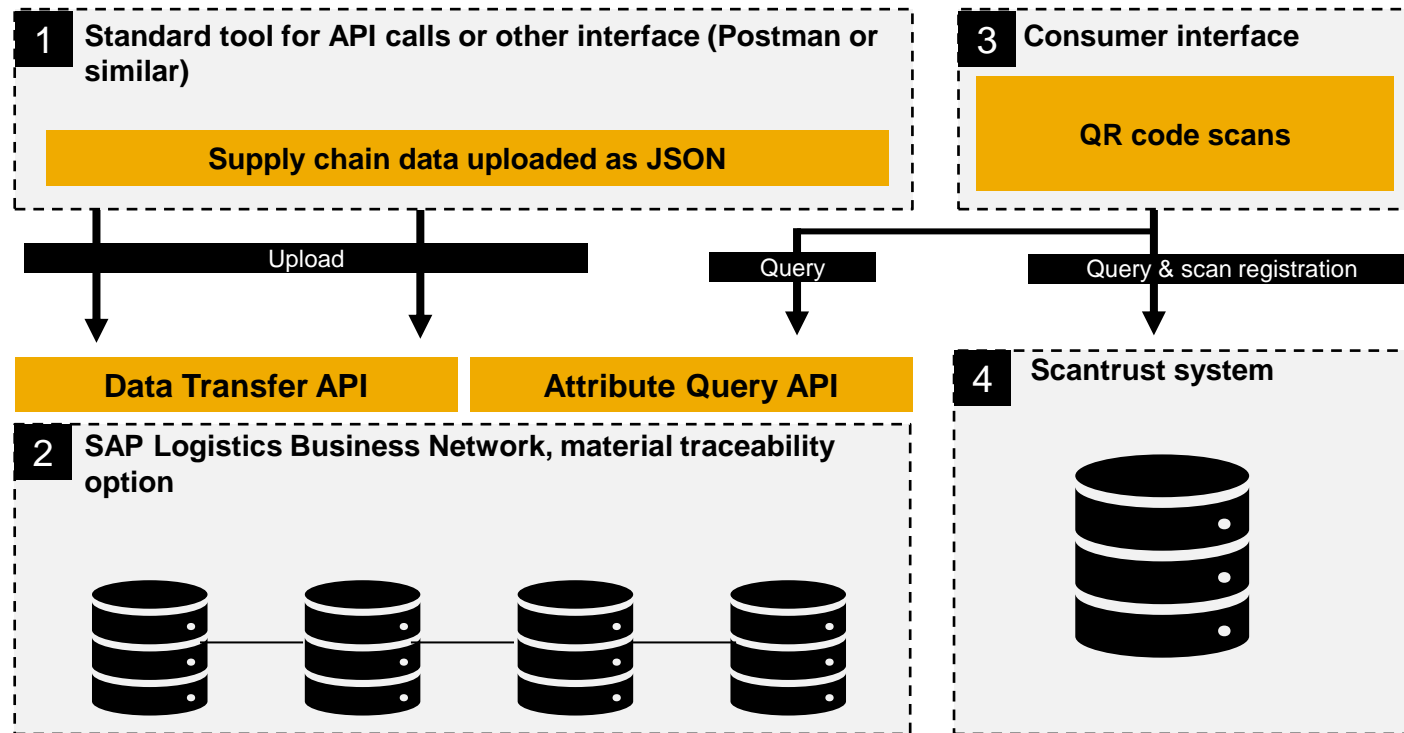 1
Standard tool for API calls or other interface (Postman or
similar)
Supply chain data uploaded as JSON
3
Consumer interface
QR code scans
Upload
Query
Query & scan registration
Data Transfer API
Attribute Query API
2
SAP Logistics Business Network, material traceability
option
4
Scantrust system